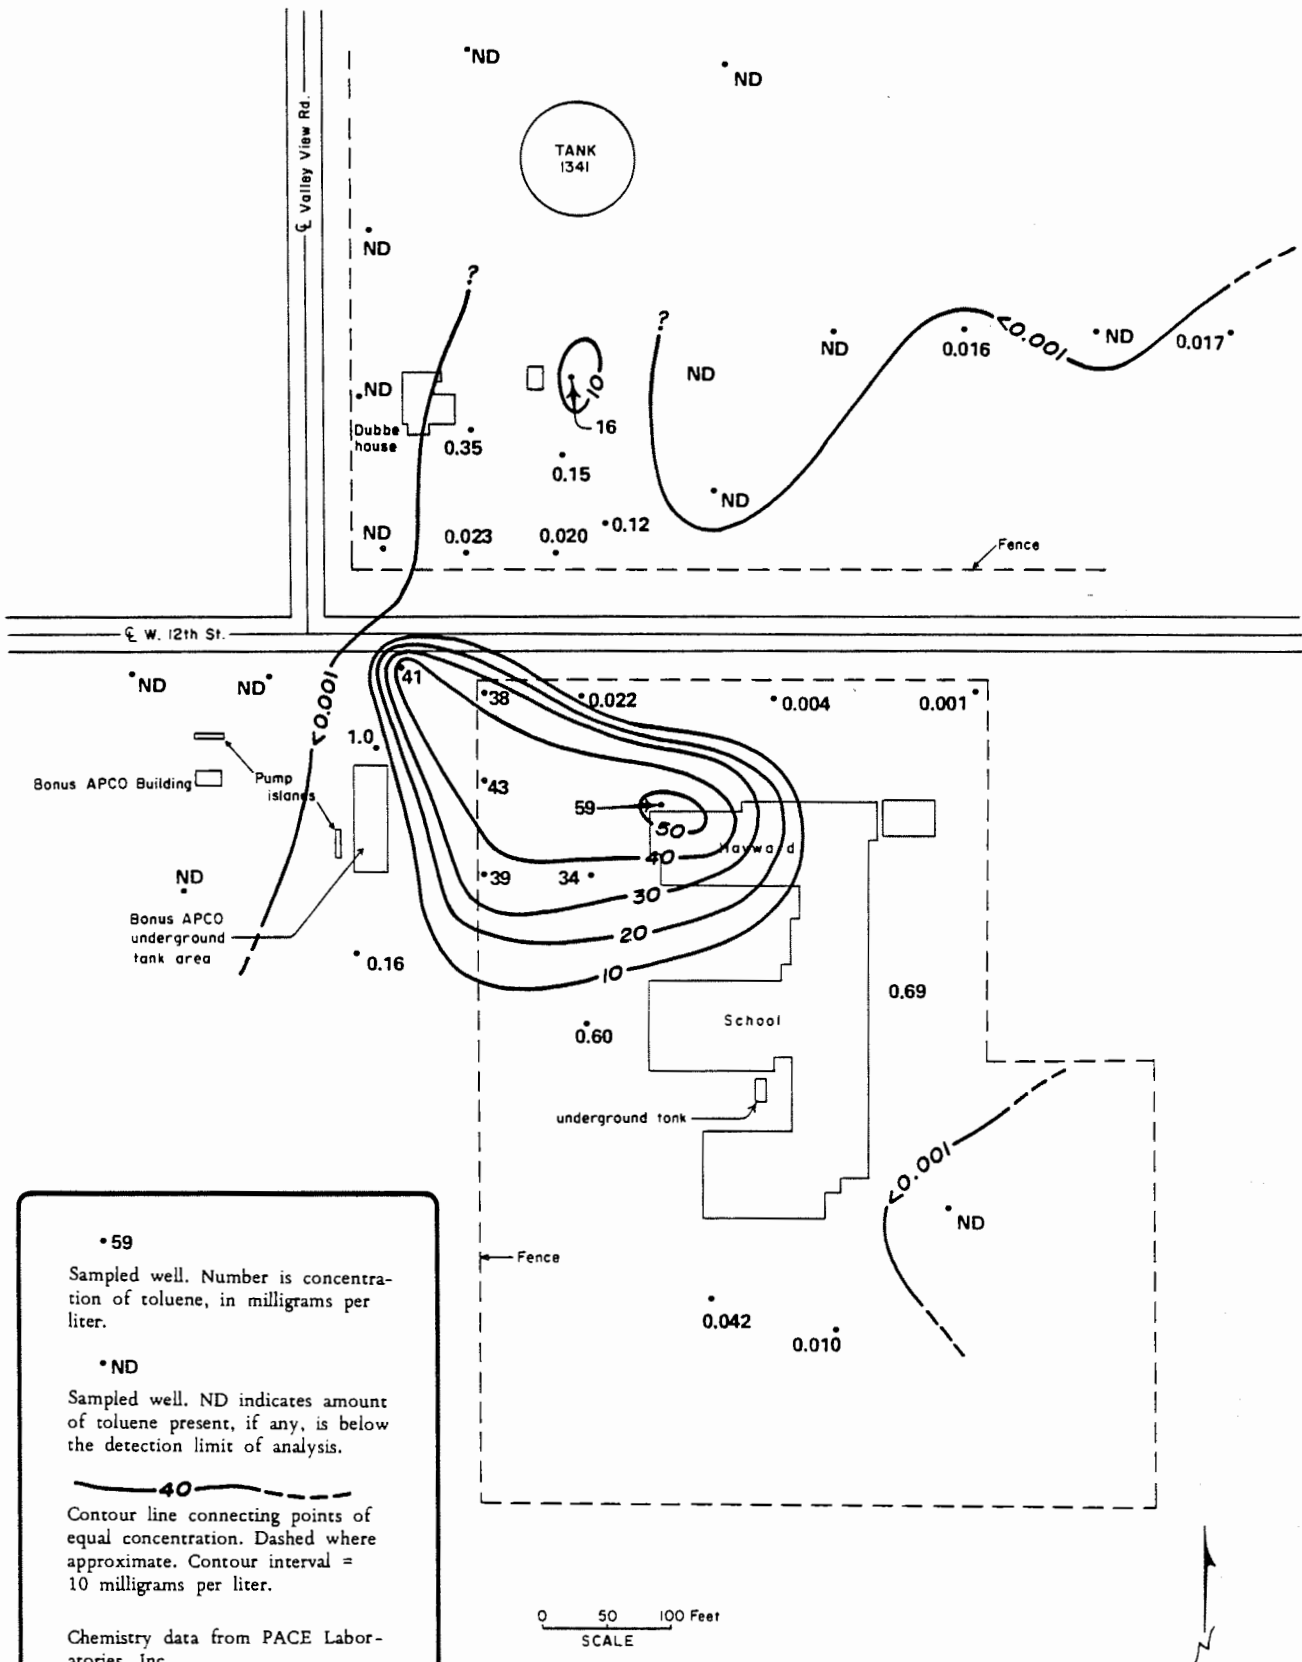 ND
ND
TANK
1341
℄ Valley View Rd.
ND
?
?
<0.001
ND
ND
0.016
0.017
ND
ND
10
16
Dubbe
house
0.35
0.15
ND
ND
0.023
0.020
0.12
Fence
℄ W. 12th St.
ND
ND
41
38
0.022
0.004
0.001
<0.001
1.0
Bonus APCO Building
Pump
islands
43
59
50
40
Hayward
ND
39
34
30
Bonus APCO
underground
tank area
20
0.16
10
0.69
0.60
School
underground tank
<0.001
ND
Fence
0.042
0.010
59
Sampled well. Number is concentra-
tion of toluene, in milligrams per
liter.
ND
Sampled well. ND indicates amount
of toluene present, if any, is below
the detection limit of analysis.
40
Contour line connecting points of
equal concentration. Dashed where
approximate. Contour interval =
10 milligrams per liter.
Chemistry data from PACE Labor-
atories, Inc.
0 50 100 Feet
SCALE
N